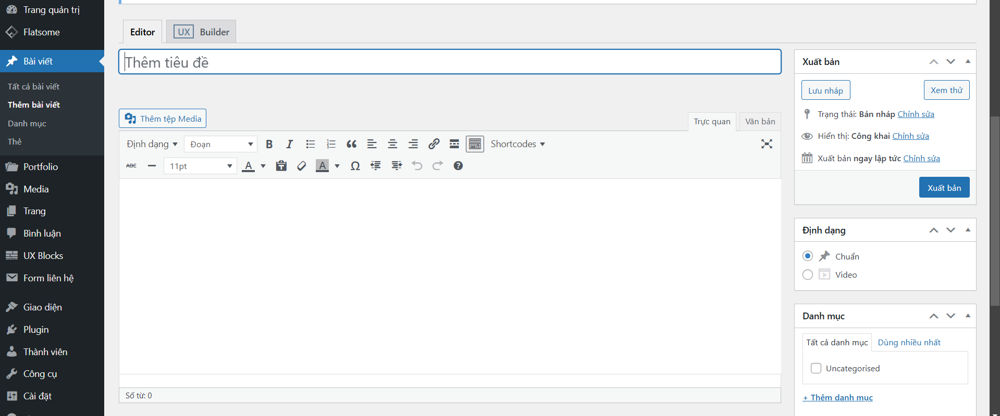 Trang quản trị
Flatsome
Bài viết
Tất cả bài viết
Thêm bài viết
Danh mục
Thẻ
Portfolio
Media
Trang
Bình luận
UX Blocks
Form liên hệ
Giao diện
Plugin
Thành viên
Công cụ
Cài đặt
Editor
UX Builder
Thêm tiêu đề
Thêm tệp Media
Trực quan
Văn bản
Định dạng
Đoạn
B
I
Shortcodes
ABC
11pt
A
A
Ω
Số từ: 0
Xuất bản
Lưu nháp
Xem thử
Trạng thái: Bản nháp Chỉnh sửa
Hiển thị: Công khai Chỉnh sửa
Xuất bản ngay lập tức Chỉnh sửa
Xuất bản
Định dạng
Chuẩn
Video
Danh mục
Tất cả danh mục
Dùng nhiều nhất
Uncategorised
+ Thêm danh mục